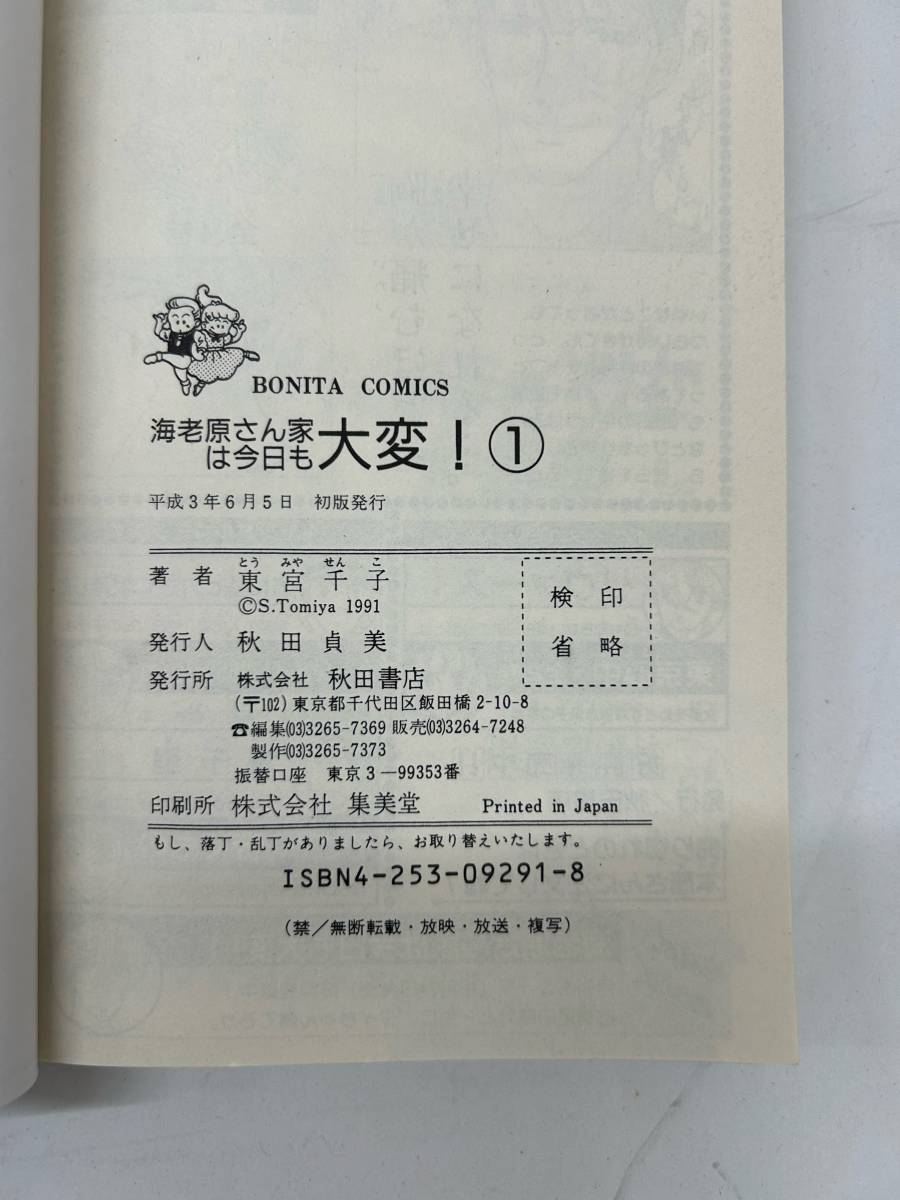 BONITA COMICS
海老原さん家
は今日も大変！①
平成3年6月5日 初版発行
とう みや せん こ
著者 東宮千子
©S.Tomiya 1991
検印
省略
発行人 秋田貞美
発行所 株式会社 秋田書店
(〒102) 東京都千代田区飯田橋2-10-8
☎編集(03)3265-7369 販売(03)3264-7248
製作(03)3265-7373
振替口座 東京3—99353番
印刷所 株式会社 集美堂 Printed in Japan
もし、落丁・乱丁がありましたら、お取り替えいたします。
ISBN4-253-09291-8
（禁／無断転載・放映・放送・複写）